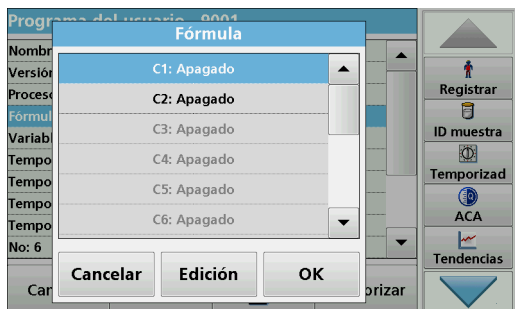 Programa del usuario 9001
Fórmula
Nombr
Versión
Proceso
Fórmul
Variabl
Tempo
Tempo
Tempo
Tempo
No: 6
C1: Apagado
C2: Apagado
C3: Apagado
C4: Apagado
C5: Apagado
C6: Apagado
Cancelar
Edición
OK
Can
orizar
Registrar
ID muestra
Temporizad
ACA
Tendencias